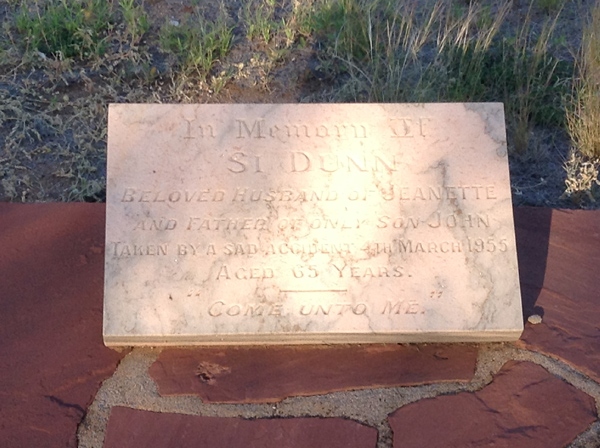 In Memory Of
SI DUNN
BELOVED HUSBAND OF JEANETTE
AND FATHER OF ONLY SON JOHN
TAKEN BY A SAD ACCIDENT 4TH MARCH 1955
AGED 65 YEARS.
"COME UNTO ME."